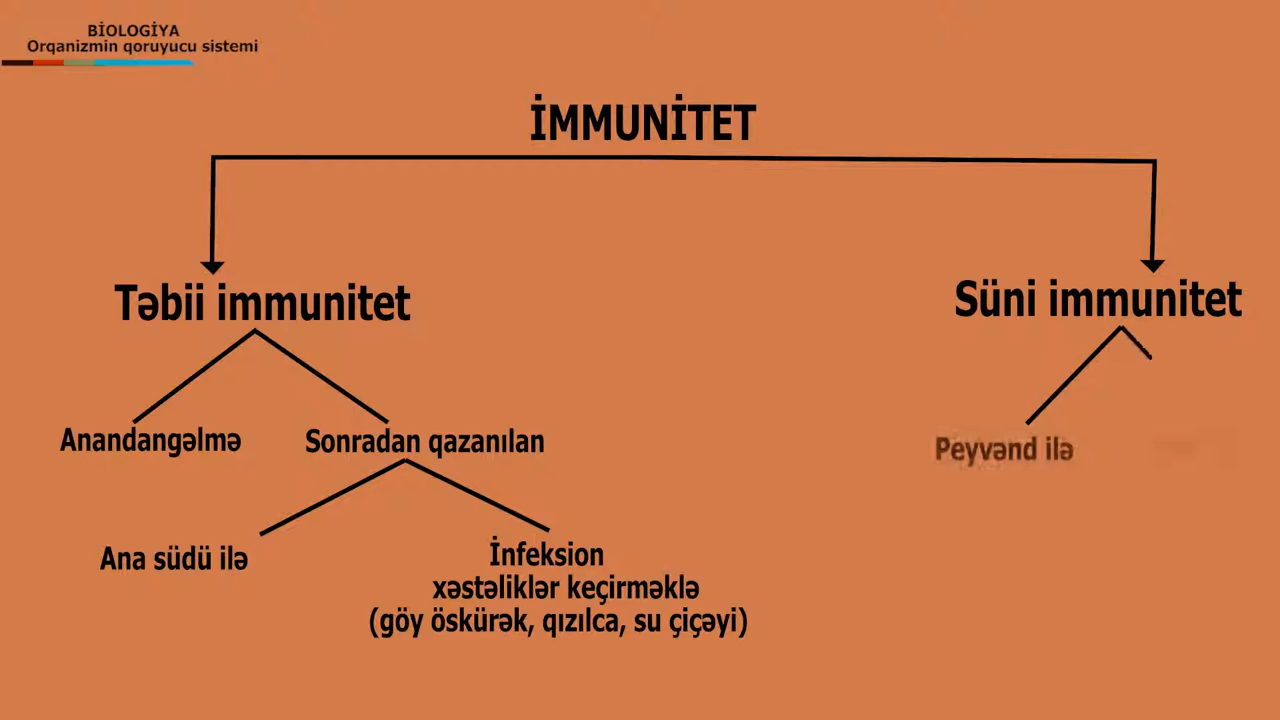 BİOLOGİYA
Orqanizmin qoruyucu sistemi
İMMUNİTET
Təbii immunitet
Süni immunitet
Anandangəlmə
Sonradan qazanılan
Peyvənd ilə
Ana südü ilə
İnfeksion
xəstəliklər keçirməklə
(göy öskürək, qızılca, su çiçəyi)